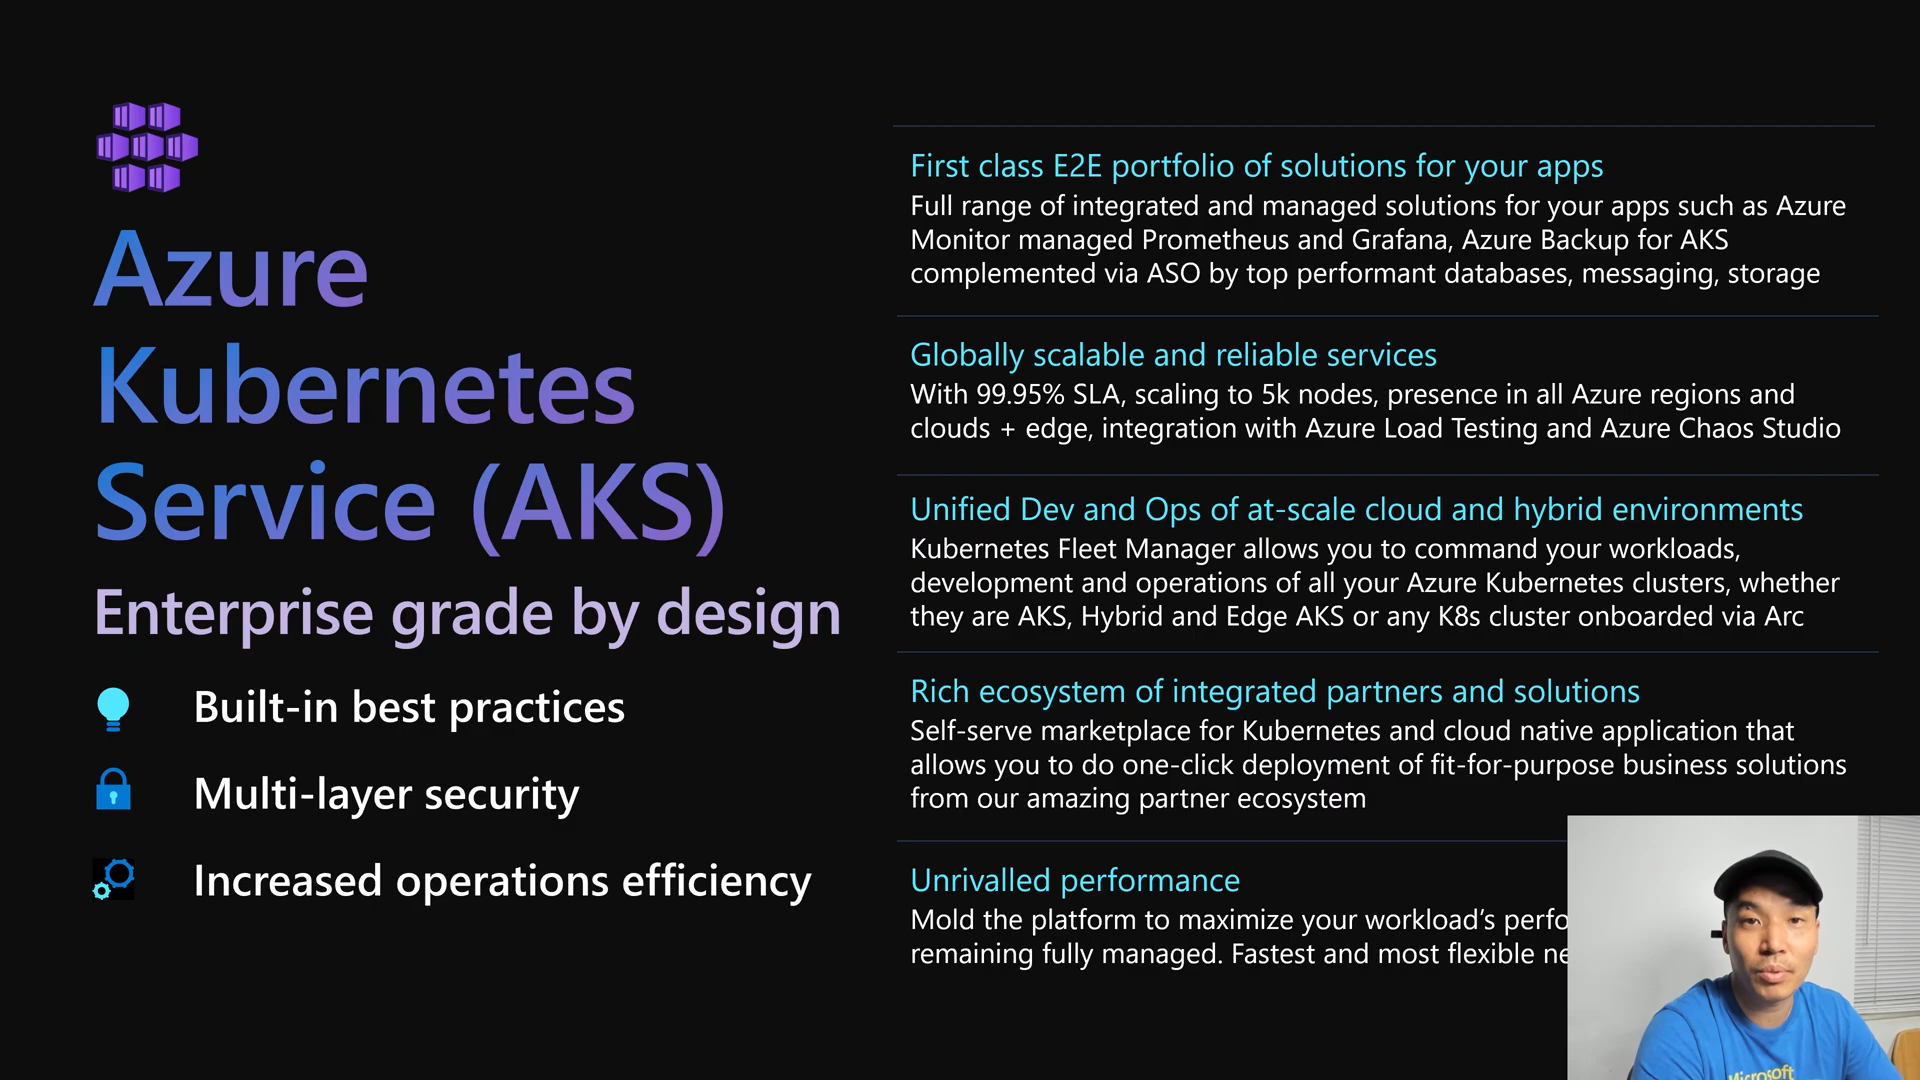 Azure
Kubernetes
Service (AKS)
Enterprise grade by design
Built-in best practices
Multi-layer security
Increased operations efficiency
First class E2E portfolio of solutions for your apps
Full range of integrated and managed solutions for your apps such as Azure
Monitor managed Prometheus and Grafana, Azure Backup for AKS
complemented via ASO by top performant databases, messaging, storage
Globally scalable and reliable services
With 99.95% SLA, scaling to 5k nodes, presence in all Azure regions and
clouds + edge, integration with Azure Load Testing and Azure Chaos Studio
Unified Dev and Ops of at-scale cloud and hybrid environments
Kubernetes Fleet Manager allows you to command your workloads,
development and operations of all your Azure Kubernetes clusters, whether
they are AKS, Hybrid and Edge AKS or any K8s cluster onboarded via Arc
Rich ecosystem of integrated partners and solutions
Self-serve marketplace for Kubernetes and cloud native application that
allows you to do one-click deployment of fit-for-purpose business solutions
from our amazing partner ecosystem
Unrivalled performance
Mold the platform to maximize your workload's
remaining fully managed. Fastest and most flexible
Microsoft